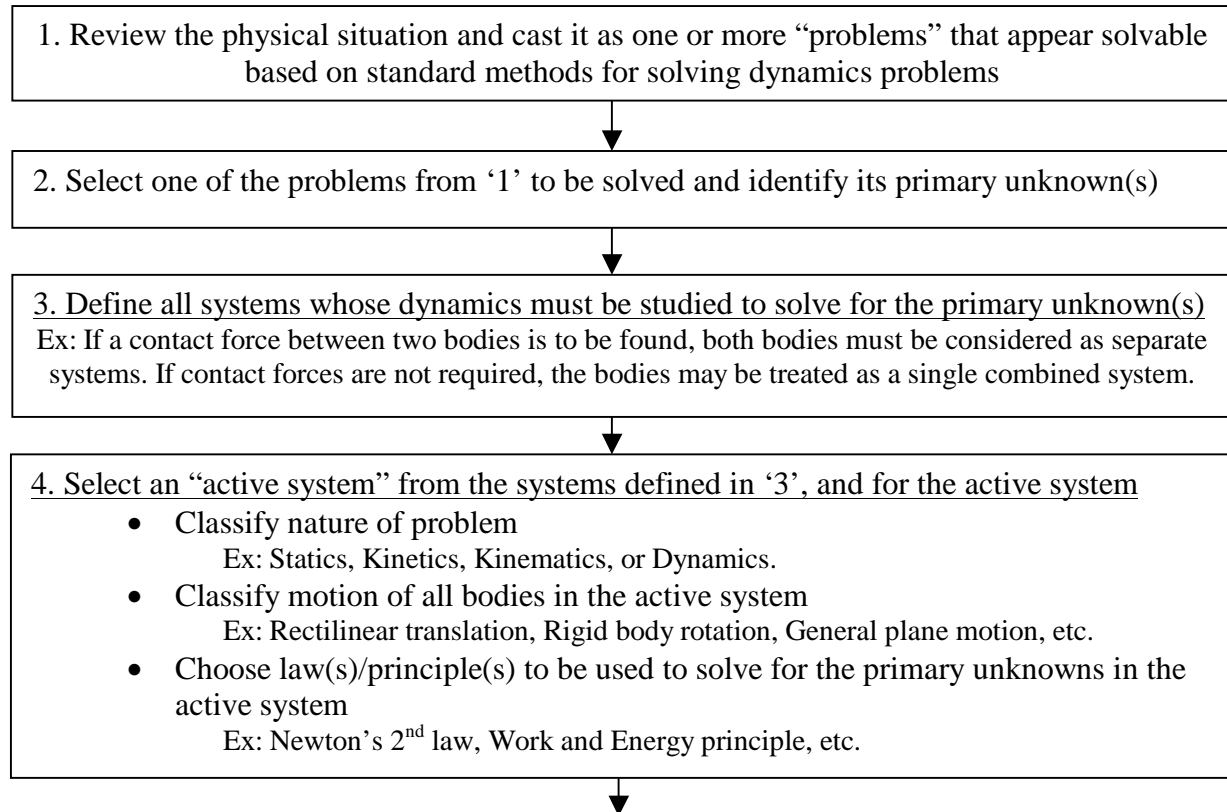 1. Review the physical situation and cast it as one or more “problems” that appear solvable
based on standard methods for solving dynamics problems
2. Select one of the problems from ‘1’ to be solved and identify its primary unknown(s)
3. Define all systems whose dynamics must be studied to solve for the primary unknown(s)
Ex: If a contact force between two bodies is to be found, both bodies must be considered as separate
systems. If contact forces are not required, the bodies may be treated as a single combined system.
4. Select an “active system” from the systems defined in ‘3’, and for the active system
• Classify nature of problem
Ex: Statics, Kinetics, Kinematics, or Dynamics.
• Classify motion of all bodies in the active system
Ex: Rectilinear translation, Rigid body rotation, General plane motion, etc.
• Choose law(s)/principle(s) to be used to solve for the primary unknowns in the
active system
Ex: Newton’s 2nd law, Work and Energy principle, etc.